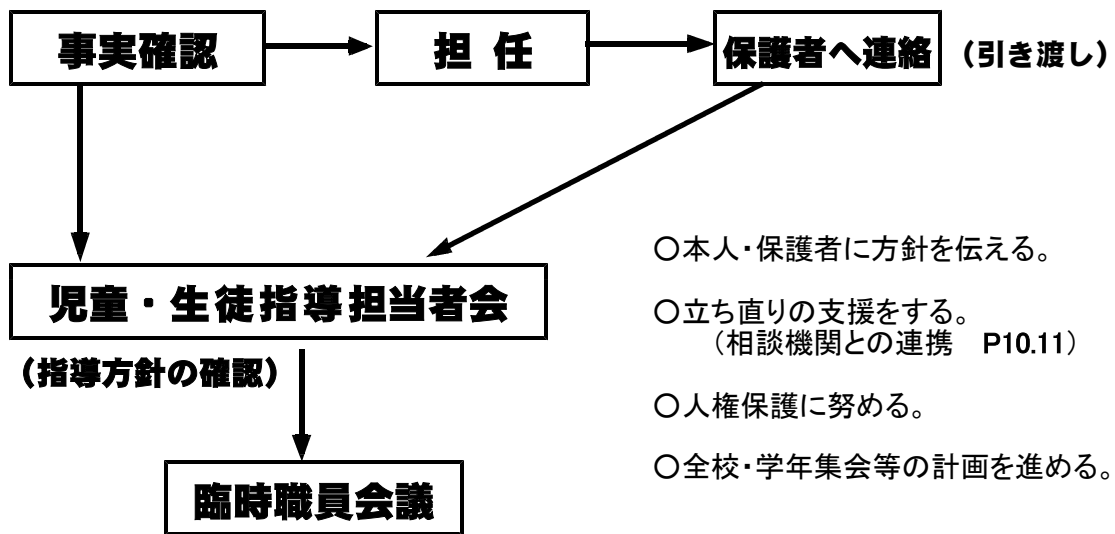 事実確認
担 任
保護者へ連絡
（引き渡し）
児童・生徒指導担当者会
（指導方針の確認）
臨時職員会議
○本人・保護者に方針を伝える。
○立ち直りの支援をする。
（相談機関との連携　P10.11）
○人権保護に努める。
○全校・学年集会等の計画を進める。